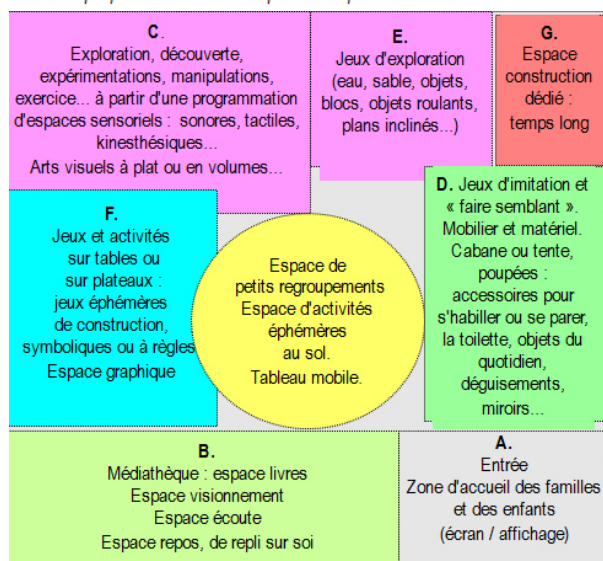 C.
Exploration, découverte,
expérimentations, manipulations,
exercice... à partir d'une programmation
d'espaces sensoriels : sonores, tactiles,
kinesthésiques...
Arts visuels à plat ou en volumes...
E.
Jeux d'exploration
(eau, sable, objets,
blocs, objets roulants,
plans inclinés...)
G.
Espace
construction
dédié :
temps long
F.
Jeux et activités
sur tables ou
sur plateaux :
jeux éphémères
de construction,
symboliques ou à règles
Espace graphique
Espace de
petits regroupements
Espace d'activités
éphémères
au sol.
Tableau mobile.
D. Jeux d'imitation et
« faire semblant ».
Mobilier et matériel.
Cabane ou tente,
poupées :
accessoires pour
s'habiller ou se parer,
la toilette, objets du
quotidien,
déguisements,
miroirs...
B.
Médiathèque : espace livres
Espace visionnement
Espace écoute
Espace repos, de repli sur soi
A.
Entrée
Zone d'accueil des familles
et des enfants
(écran / affichage)